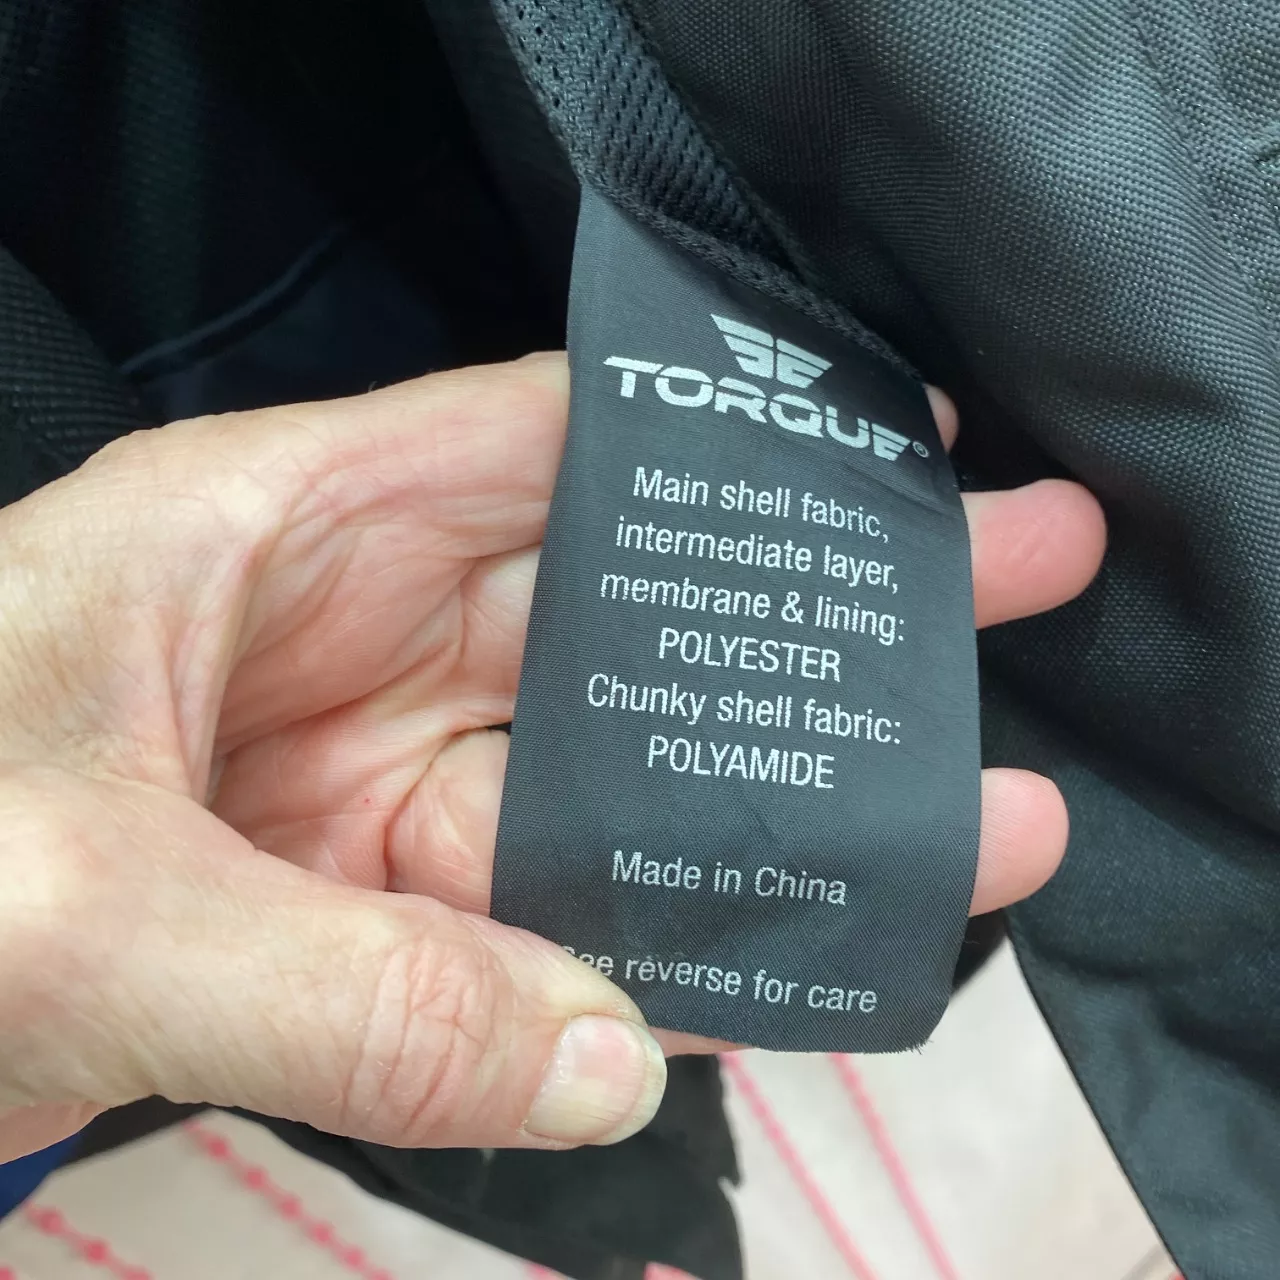 TORQUE®
Main shell fabric,
intermediate layer,
membrane & lining:
POLYESTER
Chunky shell fabric:
POLYAMIDE
Made in China
See reverse for care